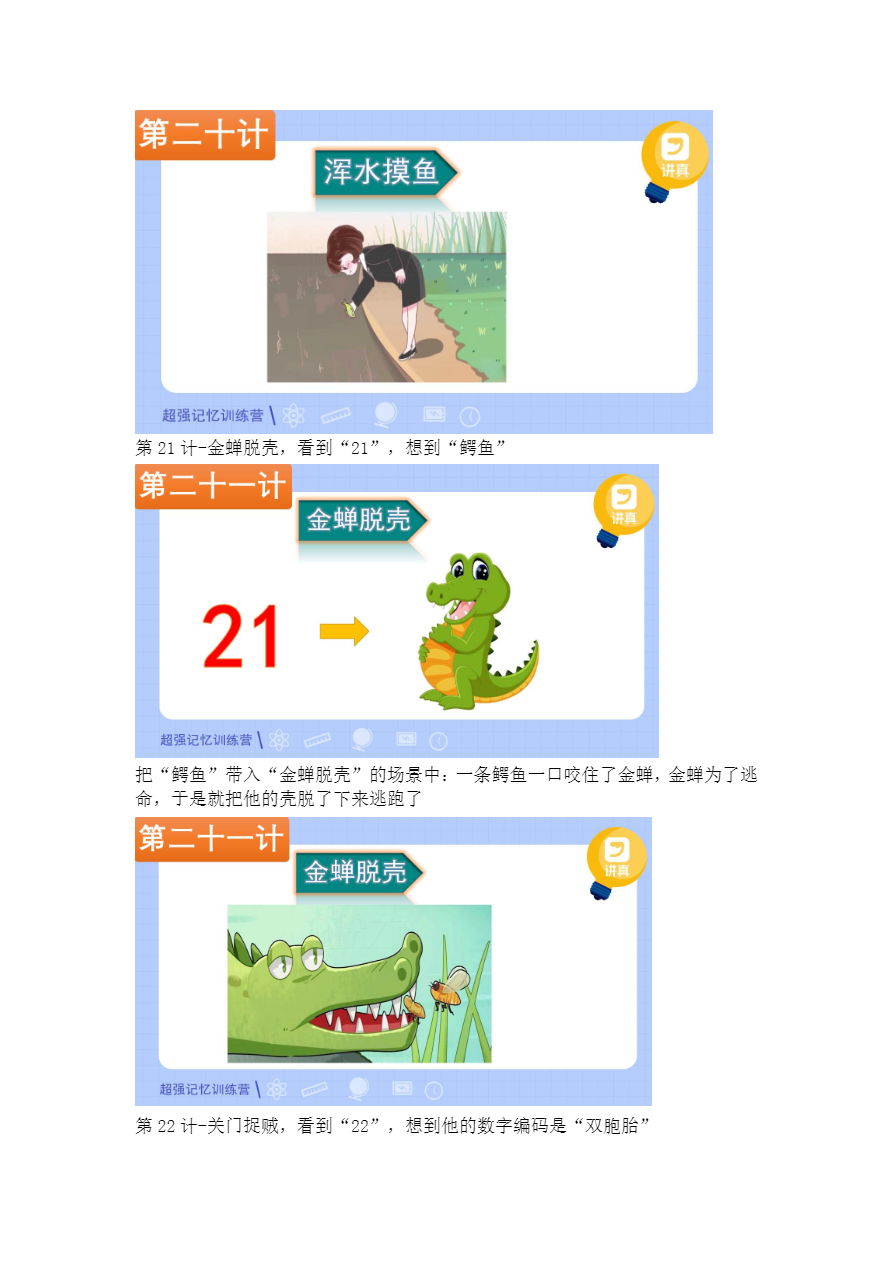 第二十计
浑水摸鱼
讲真
超强记忆训练营
第 21 计-金蝉脱壳，看到“21”，想到“鳄鱼”
第二十一计
金蝉脱壳
讲真
21
超强记忆训练营
把“鳄鱼”带入“金蝉脱壳”的场景中：一条鳄鱼一口咬住了金蝉，金蝉为了逃
命，于是就把他的壳脱了下来逃跑了
第二十一计
金蝉脱壳
讲真
超强记忆训练营
第 22 计-关门捉贼，看到“22”，想到他的数字编码是“双胞胎”